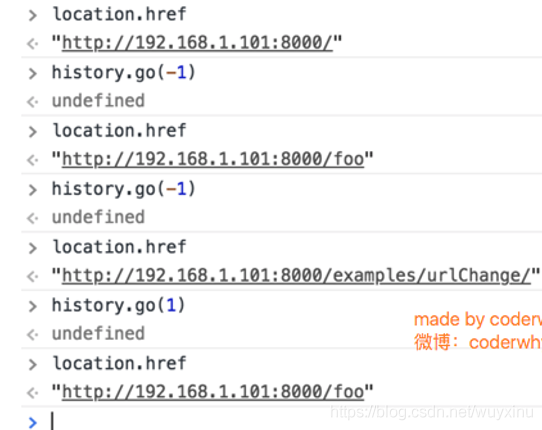 > location.href
<· "http://192.168.1.101:8000/"
> history.go(-1)
<· undefined
> location.href
<· "http://192.168.1.101:8000/foo"
> history.go(-1)
<· undefined
> location.href
<· "http://192.168.1.101:8000/examples/urlChange/"
> history.go(1)
<· undefined
made by coderw
微博：coderwh
> location.href
<· "http://192.168.1.101:8000/foo"
https://blog.csdn.net/wuyxinu
>